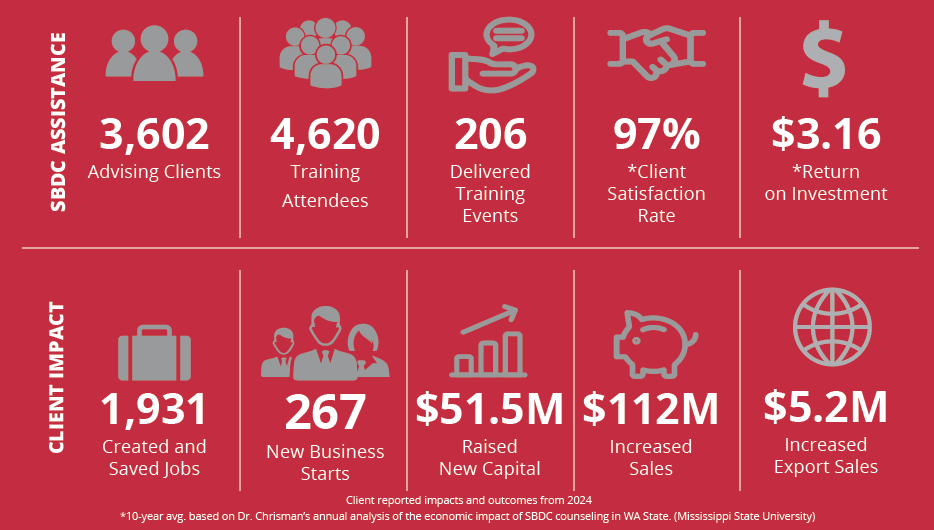 SBDC ASSISTANCE
3,602
Advising Clients
4,620
Training
Attendees
206
Delivered
Training
Events
97%
*Client
Satisfaction
Rate
$3.16
*Return
on Investment
CLIENT IMPACT
1,931
Created and
Saved Jobs
267
New Business
Starts
$51.5M
Raised
New Capital
$112M
Increased
Sales
$5.2M
Increased
Export Sales
Client reported impacts and outcomes from 2024
*10-year avg. based on Dr. Chrisman’s annual analysis of the economic impact of SBDC counseling in WA State. (Mississippi State University)